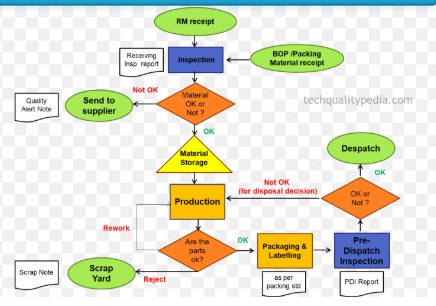 RM receipt
Receiving
Insp. report
Inspection
BOP /Packing
Material receipt
Not OK
Material
OK or
Not ?
Quality
Alert Note
Send to
supplier
techqualitypedia.com
OK
Material
Storage
Despatch
OK
Not OK
(for disposal decision)
Production
OK or
Not ?
Rework
Are the
parts
ok?
OK
Packaging &
Labelling
Pre-
Dispatch
Inspection
Scrap Note
Scrap
Yard
Reject
as per
packing std
PDI Report